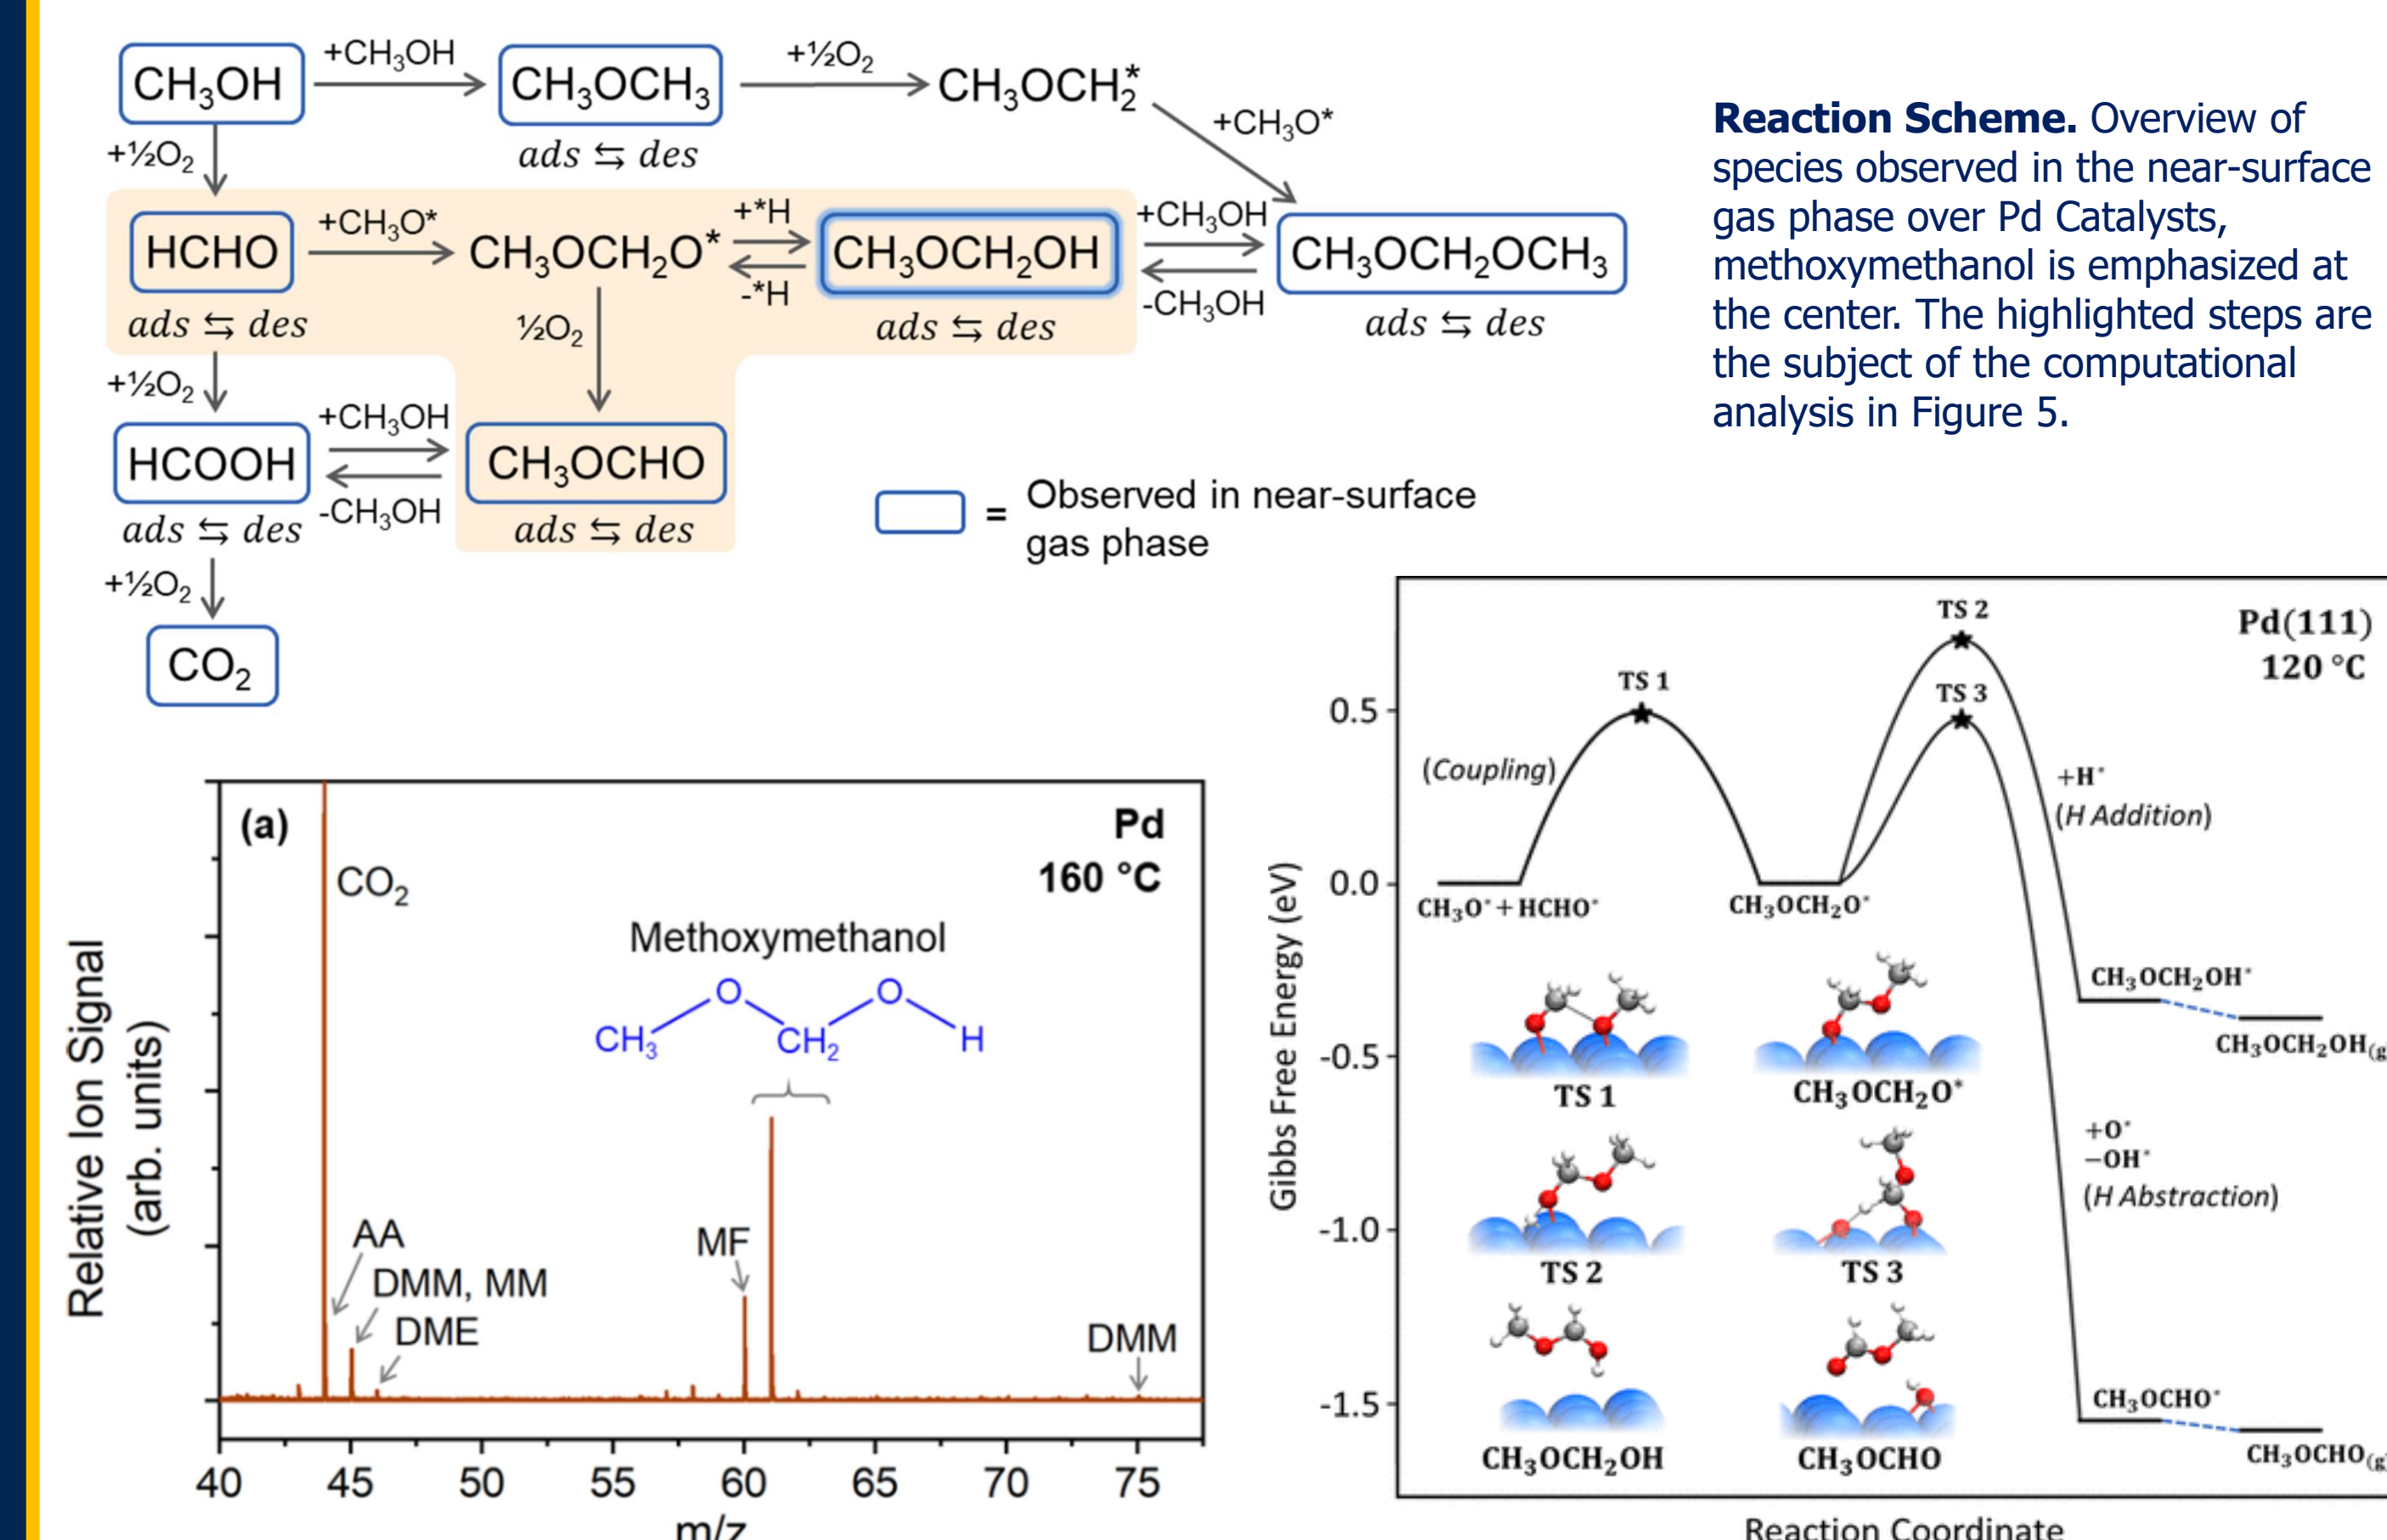 CH₃OH +CH₃OH CH₃OCH₃ +½O₂ CH₃OCH₂*
ads ⇆ des
+½O₂
+CH₃O*
HCHO +CH₃O* CH₃OCH₂O* +*H CH₃OCH₂OH +CH₃OH CH₃OCH₂OCH₃
-*H -CH₃OH
ads ⇆ des ½O₂ ads ⇆ des ads ⇆ des
+½O₂
HCOOH +CH₃OH CH₃OCHO
-CH₃OH
ads ⇆ des ads ⇆ des
+½O₂
CO₂
= Observed in near-surface
gas phase
Reaction Scheme. Overview of
species observed in the near-surface
gas phase over Pd Catalysts,
methoxymethanol is emphasized at
the center. The highlighted steps are
the subject of the computational
analysis in Figure 5.
(a)
Pd
160 °C
CO₂
Methoxymethanol
CH₃ O CH₂ O H
AA
DMM, MM
DME
MF
DMM
Relative Ion Signal
(arb. units)
40 45 50 55 60 65 70 75
m/z
Pd(111)
120 °C
TS 2
TS 1
TS 3
0.5
0.0
-0.5
-1.0
-1.5
Gibbs Free Energy (eV)
(Coupling)
+H*
(H Addition)
CH₃O* + HCHO*
CH₃OCH₂O*
CH₃OCH₂OH*
CH₃OCH₂OH(g
+O*
−OH*
(H Abstraction)
TS 1
CH₃OCH₂O*
TS 2
TS 3
CH₃OCH₂OH
CH₃OCHO
CH₃OCHO*
CH₃OCHO(g
Reaction Coordinate